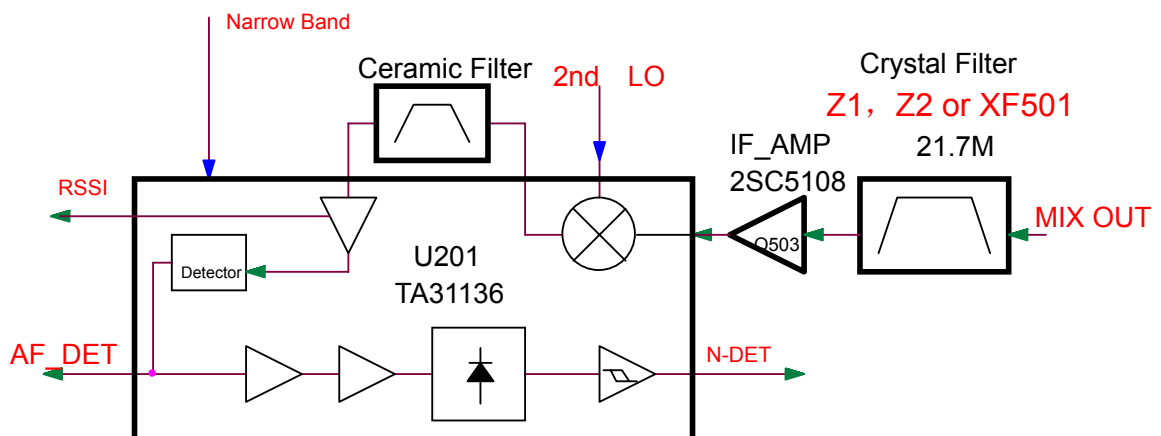 Narrow Band
Ceramic Filter
2nd LO
Crystal Filter
Z1，Z2 or XF501
21.7M
IF_AMP
2SC5108
RSSI
MIX OUT
Q503
Detector
U201
TA31136
AF_DET
N-DET